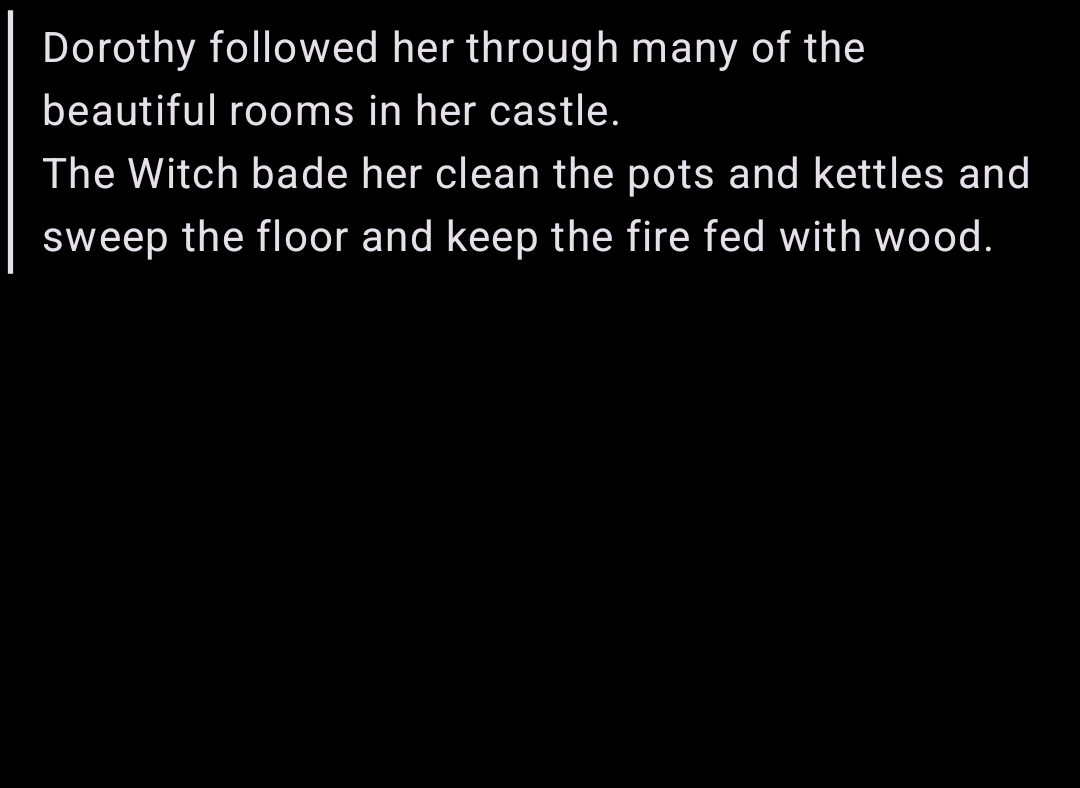 Dorothy followed her through many of the
beautiful rooms in her castle.
The Witch bade her clean the pots and kettles and
sweep the floor and keep the fire fed with wood.